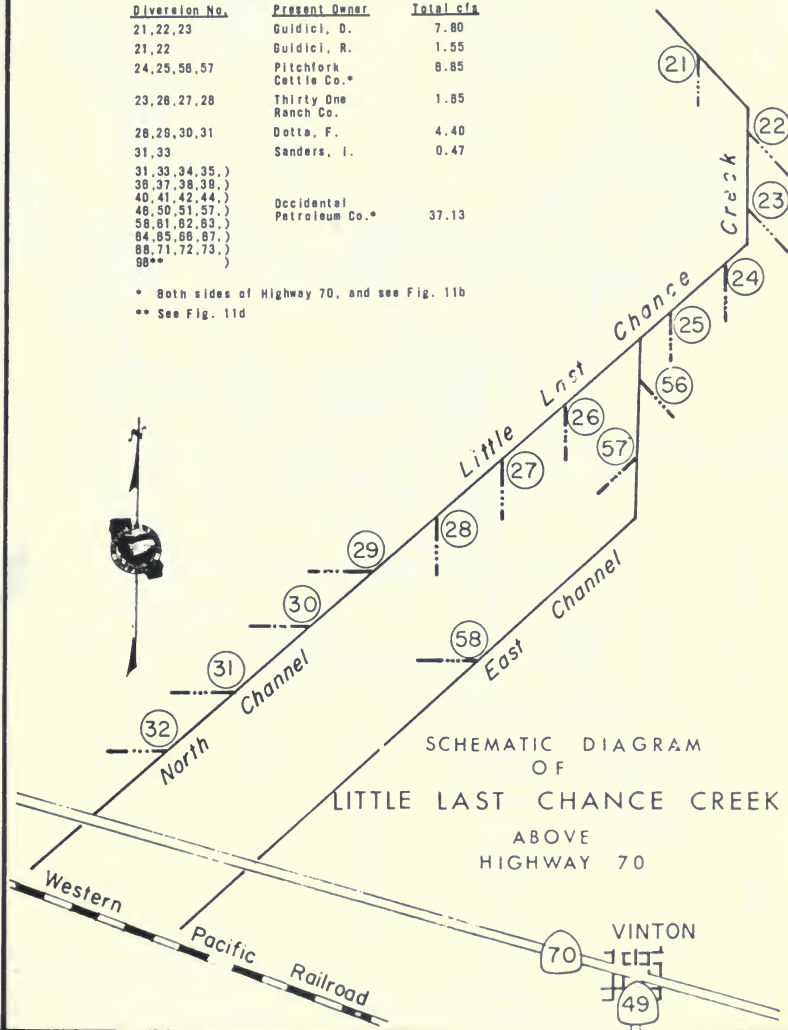 Diversion No. Present Owner Total cfs
21,22,23 Guidici, D. 7.80
21,22 Guidici, R. 1.55
24,25,56,57 Pitchfork 8.85
Cattle Co.*
23,26,27,28 Thirty One 1.85
Ranch Co.
28,29,30,31 Dotta, F. 4.40
31,33 Sanders, I. 0.47
31,33,34,35,)
36,37,38,39,)
40,41,42,44,) Occidental
46,50,51,57,) Petroleum Co.* 37.13
58,61,62,63,)
64,65,66,67,)
68,71,72,73,)
98** )
* Both sides of Highway 70, and see Fig. 11b
** See Fig. 11d
21
22
23
24
25
56
26
57
27
28
29
30
58
31
32
Little Last Chance Creek
North Channel
East Channel
SCHEMATIC DIAGRAM
OF
LITTLE LAST CHANCE CREEK
ABOVE
HIGHWAY 70
Western Pacific Railroad
VINTON
70
49